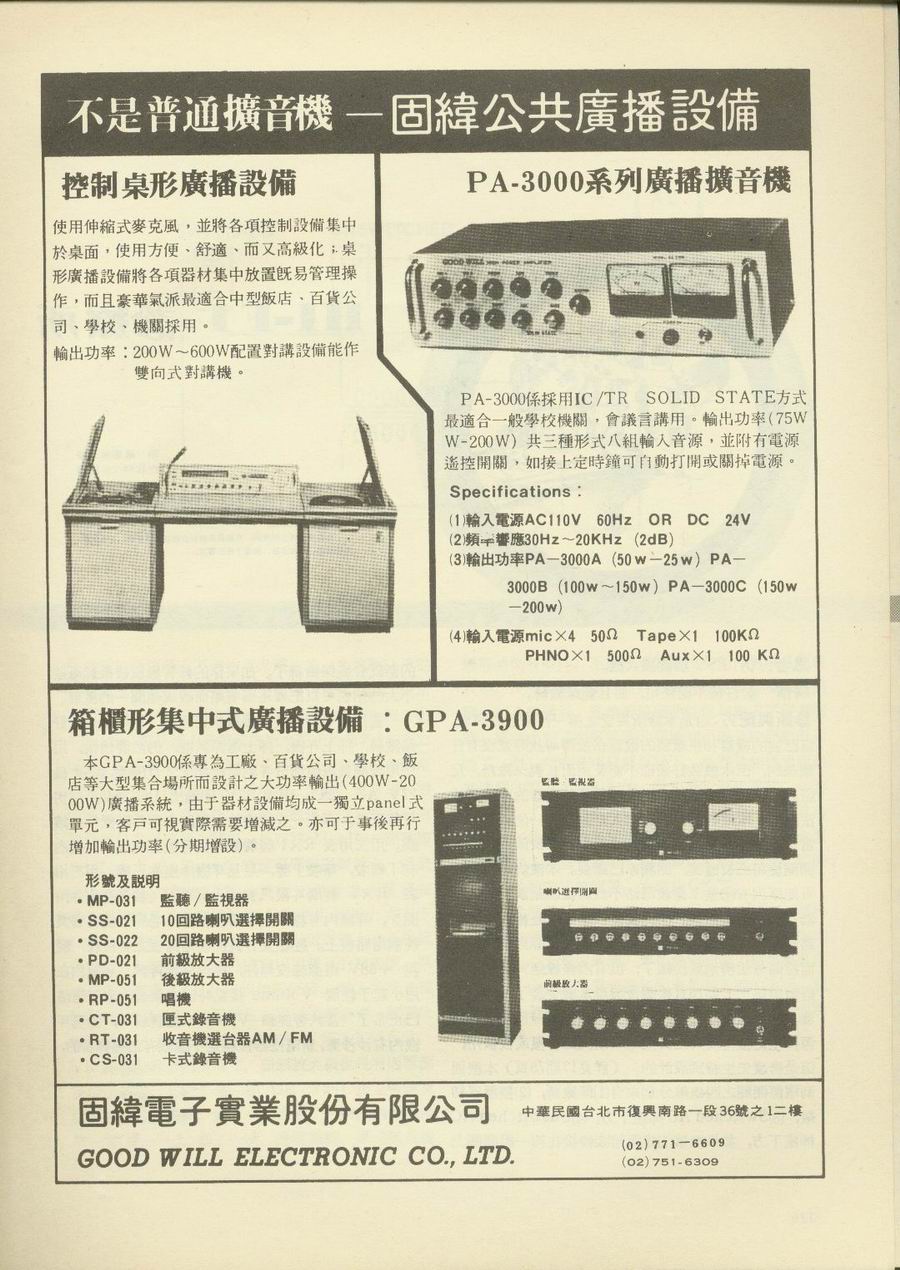 不是普通擴音機—固緯公共廣播設備
控制桌形廣播設備
使用伸縮式麥克風，並將各項控制設備集中
於桌面，使用方便、舒適、而又高級化；桌
形廣播設備將各項器材集中放置既易管理操
作，而且豪華氣派最適合中型飯店、百貨公
司、學校、機關採用。
輸出功率：200W～600W配置對講設備能作
雙向式對講機。
PA-3000系列廣播擴音機
GOOD WILL HIGH POWER AMPLIFIER
SOLID STATE
PA-3000係採用IC/TR SOLID STATE方式
最適合一般學校機關，會議言講用。輸出功率(75W
W-200W) 共三種形式八組輸入音源，並附有電源
遙控開關，如接上定時鐘可自動打開或關掉電源。
Specifications：
(1)輸入電源AC110V 60Hz OR DC 24V
(2)頻率響應30Hz～20KHz (2dB)
(3)輸出功率PA－3000A (50w－25w) PA－
3000B (100w～150w) PA－3000C (150w
－200w)
(4)輸入電源mic×4 50Ω Tape×1 100KΩ
PHNO×1 500Ω Aux×1 100 KΩ
箱櫃形集中式廣播設備：GPA-3900
本GPA-3900係專為工廠、百貨公司、學校、飯
店等大型集合場所而設計之大功率輸出(400W-20
00W)廣播系統，由于器材設備均成一獨立panel式
單元，客戶可視實際需要增減之。亦可于事後再行
增加輸出功率(分期增設)。
形號及説明
•MP-031 監聽/監視器
•SS-021 10回路喇叭選擇開關
•SS-022 20回路喇叭選擇開關
•PD-021 前級放大器
•MP-051 後級放大器
•RP-051 唱機
•CT-031 匣式錄音機
•RT-031 收音機選台器AM/FM
•CS-031 卡式錄音機
監聽 監視器
喇叭選擇開關
前級放大器
固緯電子實業股份有限公司
GOOD WILL ELECTRONIC CO., LTD.
中華民國台北市復興南路一段36號之1二樓
(02)771－6609
(02)751-6309